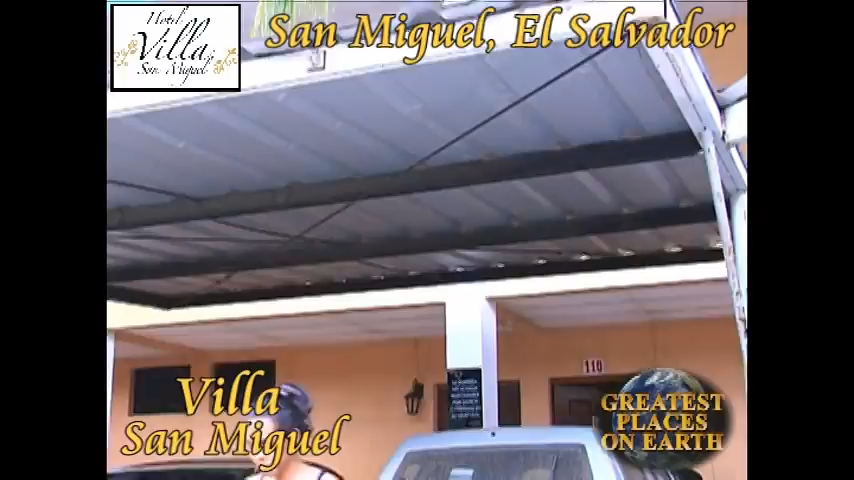 Hotel
Villa
San Miguel
San Miguel, El Salvador
110
Villa
San Miguel
GREATEST
PLACES
ON EARTH